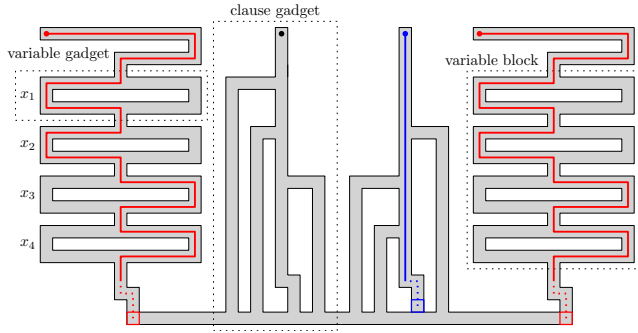 clause gadget
variable gadget
variable block
x₁
x₂
x₃
x₄